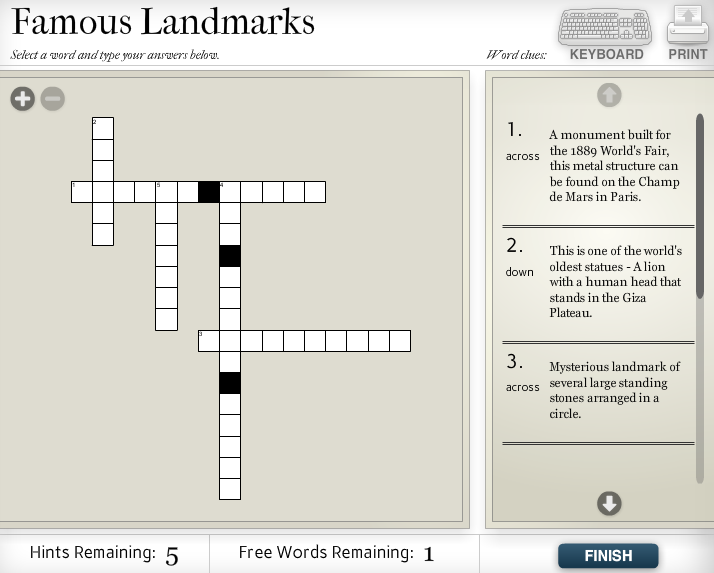 Famous Landmarks
Select a word and type your answers below.
Word clues:
KEYBOARD
PRINT
2
1
5
4
3
1.
across
A monument built for
the 1889 World's Fair,
this metal structure can
be found on the Champ
de Mars in Paris.
2.
down
This is one of the world's
oldest statues - A lion
with a human head that
stands in the Giza
Plateau.
3.
across
Mysterious landmark of
several large standing
stones arranged in a
circle.
Hints Remaining: 5
Free Words Remaining: 1
FINISH